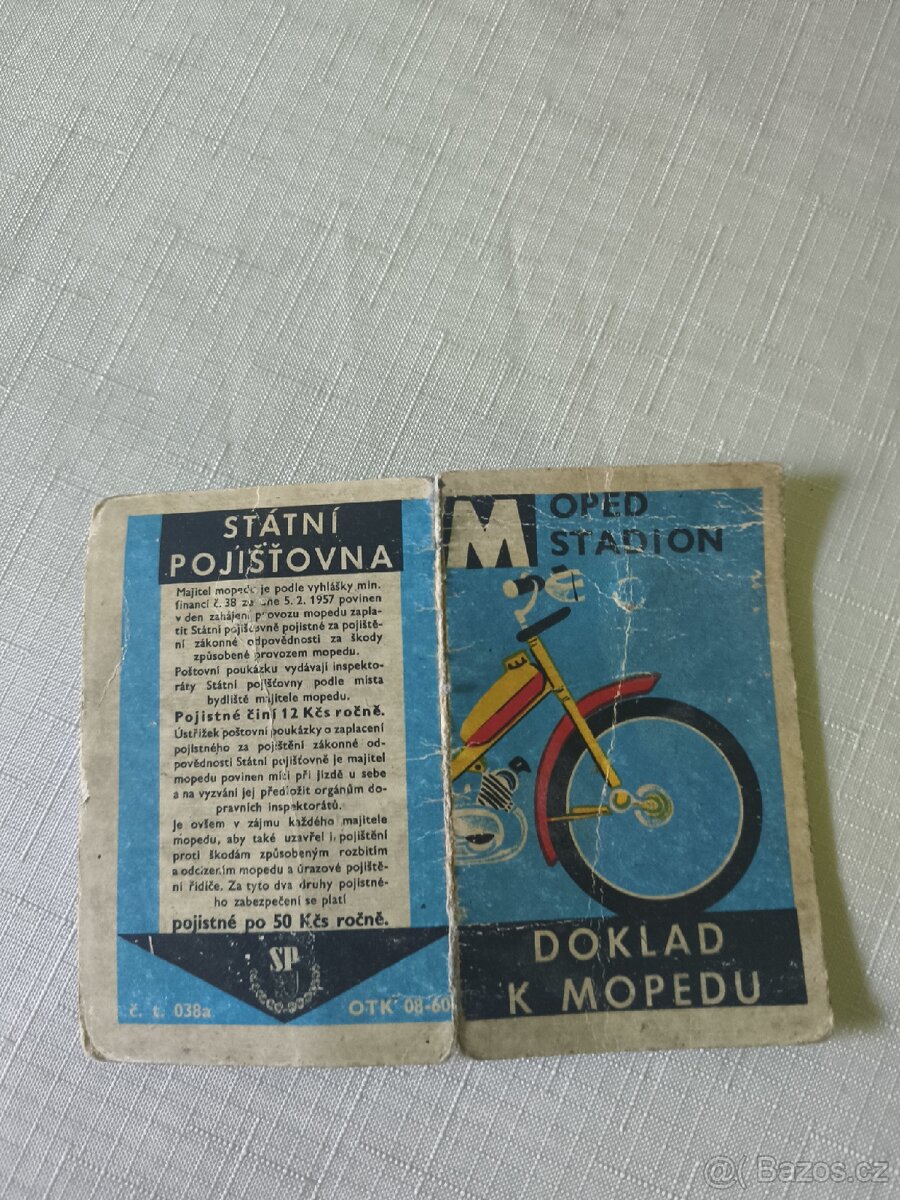 STÁTNÍ
POJIŠŤOVNA
Majitel mopedu je podle vyhlášky min.
financí č. 38 ze dne 5. 2. 1957 povinen
v den zahájení provozu mopedu zapla-
tit Státní pojišťovně pojistné za pojiště-
ní zákonné odpovědnosti za škody
způsobené provozem mopedu.
Poštovní poukázku vydávají inspekto-
ráty Státní pojišťovny podle místa
bydliště majitele mopedu.
Pojistné činí 12 Kčs ročně.
Ústřižek poštovní poukázky o zaplacení
pojistného za pojištění zákonné od-
povědnosti Státní pojišťovně je majitel
mopedu povinen míti při jízdě u sebe
a na vyzvání jej předložit orgánům do-
pravních inspektorátů.
Je ovšem v zájmu každého majitele
mopedu, aby také uzavřel i pojištění
proti škodám způsobeným rozbitím
a odcizením mopedu a úrazové pojiště-
ní řidiče. Za tyto dva druhy pojistné-
ho zabezpečení se platí
pojistné po 50 Kčs ročně.
SP
č. t. 038a
OTK 08-60
MOPED
STADION
DOKLAD
K MOPEDU
@( Bazos.cz